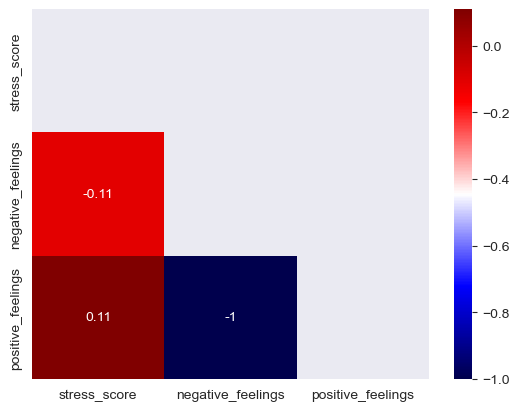 stress_score
negative_feelings
positive_feelings
-0.11
0.11
-1
stress_score
negative_feelings
positive_feelings
0.0
−0.2
−0.4
−0.6
−0.8
−1.0